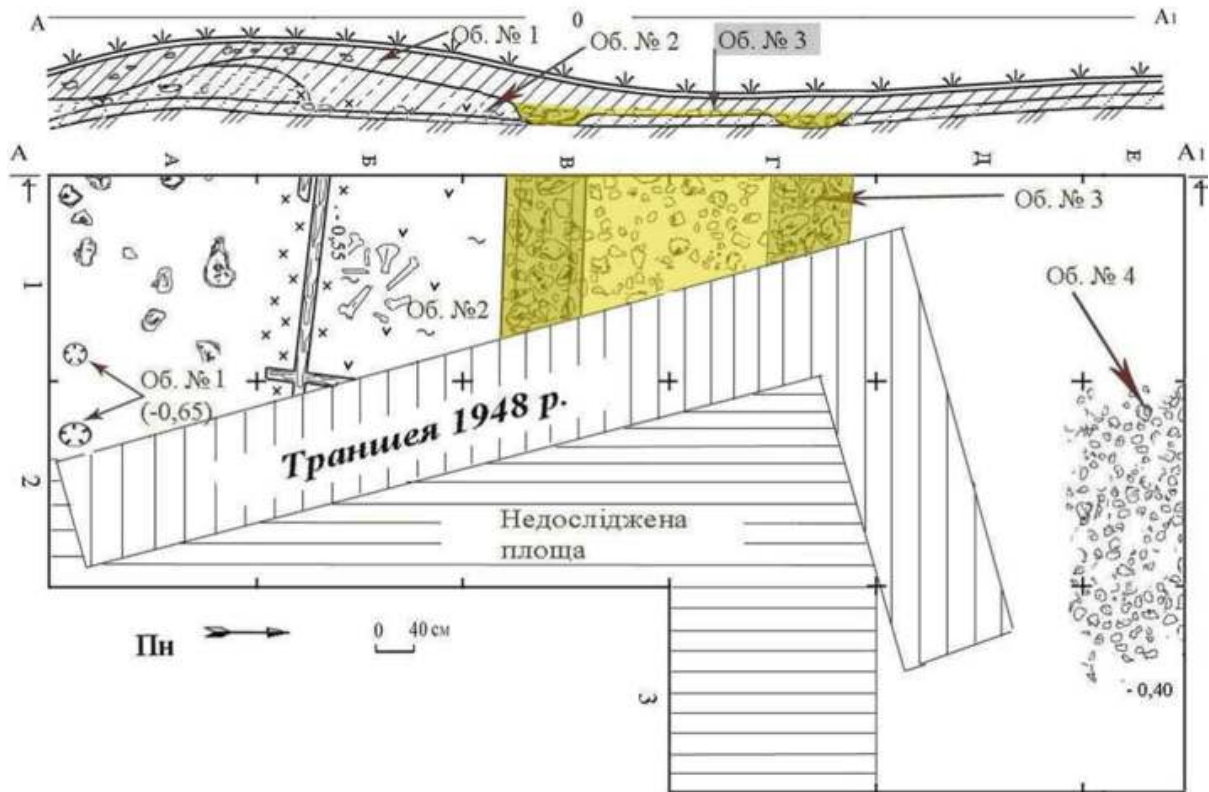 А 0 А1
Об. № 1
Об. № 2
Об. № 3
А А Б В Г Д Е А1
Об. № 3
-0,55
Об. № 4
1
Об. №2
Об. №1
(-0,65)
Траншея 1948 р.
2
Недосліджена
площа
Пн
0 40 см
3
- 0,40